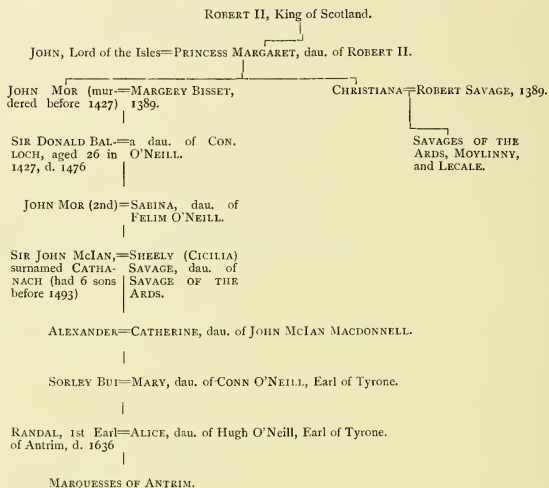 ROBERT II, King of Scotland.
JOHN, Lord of the Isles=PRINCESS MARGARET, dau. of ROBERT II.
JOHN MOR (mur-=MARGERY BISSET,
dered before 1427) 1389.
CHRISTIANA=ROBERT SAVAGE, 1389.
SAVAGES OF THE
ARDS, MOYLINNY,
and LECALE.
SIR DONALD BAL-=a dau. of CON.
LOCH, aged 26 in O'NEILL.
1427, d. 1476
JOHN MOR (2nd)=SABINA, dau. of
FELIM O'NEILL.
SIR JOHN MCIAN,=SHEELY (CICILIA)
surnamed CATHA- SAVAGE, dau. of
NACH (had 6 sons SAVAGE OF THE
before 1493) ARDS.
ALEXANDER=CATHERINE, dau. of JOHN MCIAN MACDONNELL.
SORLEY BUI=MARY, dau. of CONN O'NEILL, Earl of Tyrone.
RANDAL, 1st Earl=ALICE, dau. of Hugh O'Neill, Earl of Tyrone.
of Antrim, d. 1636
MARQUESSES OF ANTRIM.